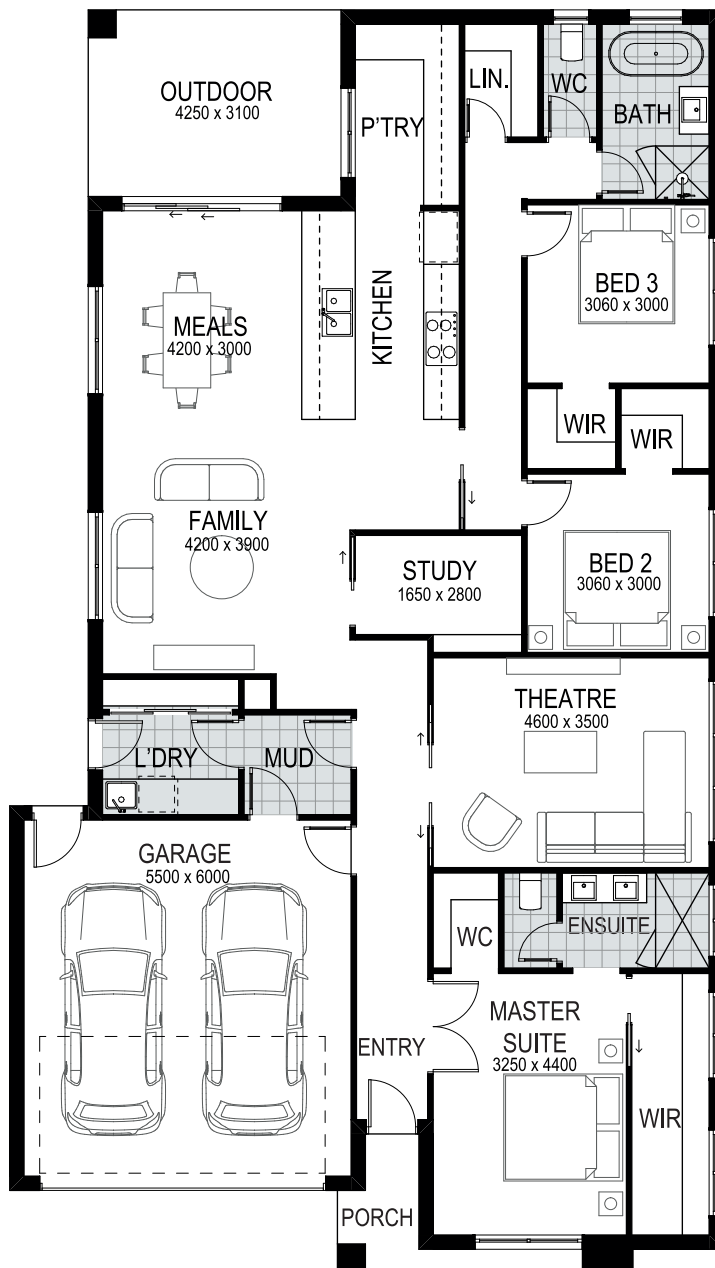 OUTDOOR
4250 x 3100
P'TRY
LIN.
WC
BATH
MEALS
4200 x 3000
KITCHEN
BED 3
3060 x 3000
WIR
WIR
FAMILY
4200 x 3900
STUDY
1650 x 2800
BED 2
3060 x 3000
THEATRE
4600 x 3500
L'DRY
MUD
GARAGE
5500 x 6000
WC
ENSUITE
ENTRY
MASTER
SUITE
3250 x 4400
WIR
PORCH